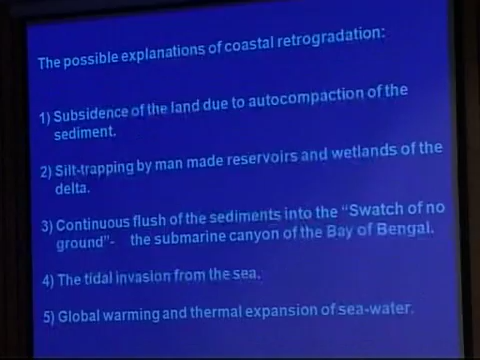 The possible explanations of coastal retrogradation:
1) Subsidence of the land due to autocompaction of the
sediment.
2) Silt-trapping by man made reservoirs and wetlands of the
delta.
3) Continuous flush of the sediments into the “Swatch of no
ground”- the submarine canyon of the Bay of Bengal.
4) The tidal invasion from the sea.
5) Global warming and thermal expansion of sea-water.